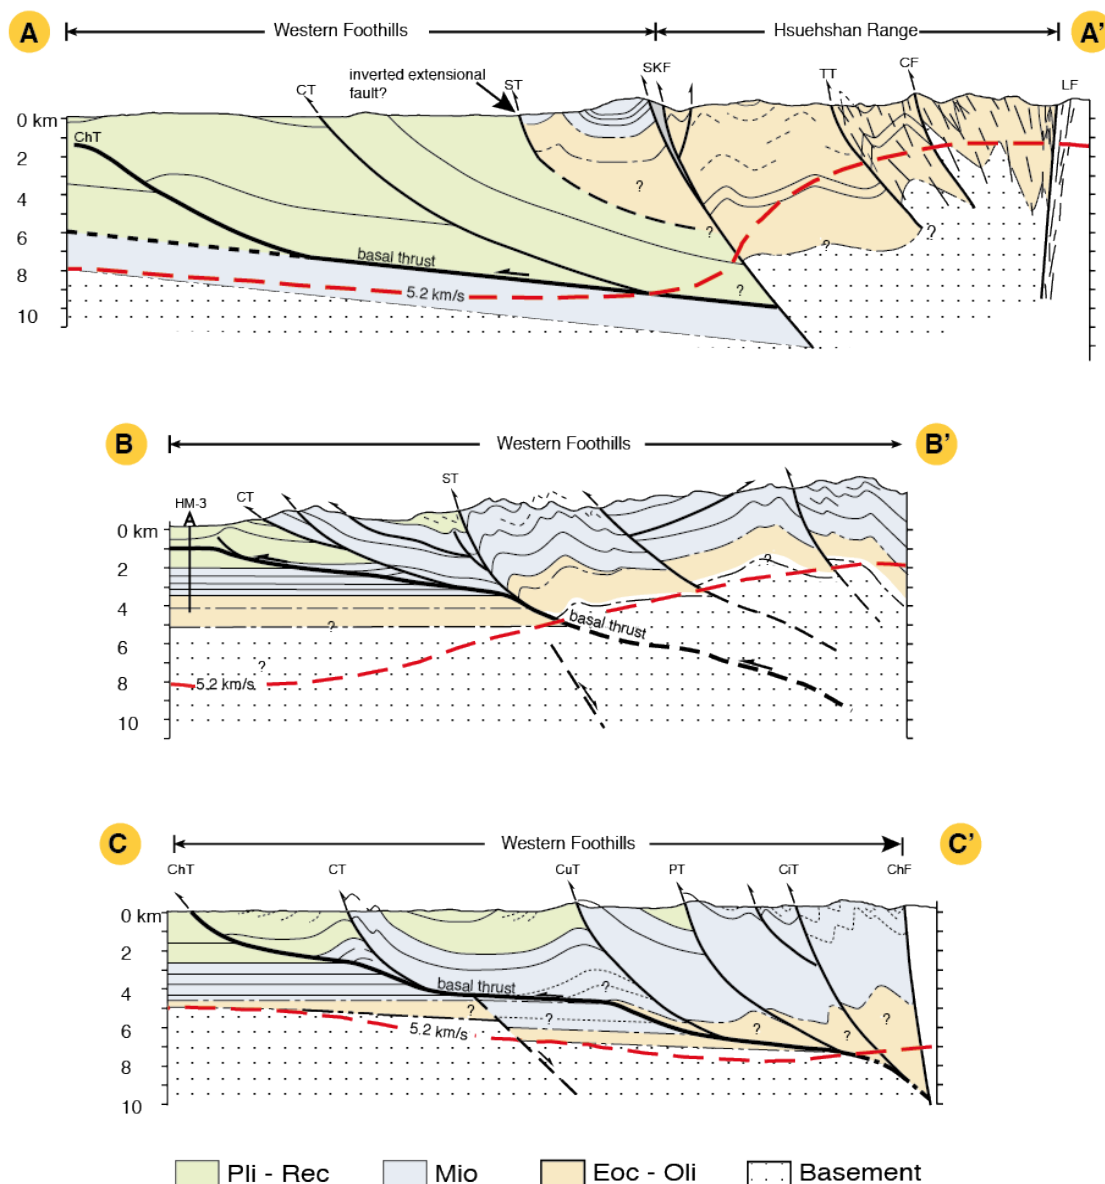 A
Western Foothills
Hsuehshan Range
A'
inverted extensional
fault?
CT
ST
SKF
TT
CF
LF
0 km
ChT
2
4
6
8
10
?
?
?
?
?
basal thrust
5.2 km/s
B
Western Foothills
B'
HM-3
CT
ST
0 km
2
4
6
8
10
?
?
?
basal thrust
5.2 km/s
C
Western Foothills
C'
ChT
CT
CuT
PT
CiT
ChF
0 km
2
4
6
8
10
basal thrust
?
?
?
?
?
?
5.2 km/s
Pli - Rec
Mio
Eoc - Oli
Basement